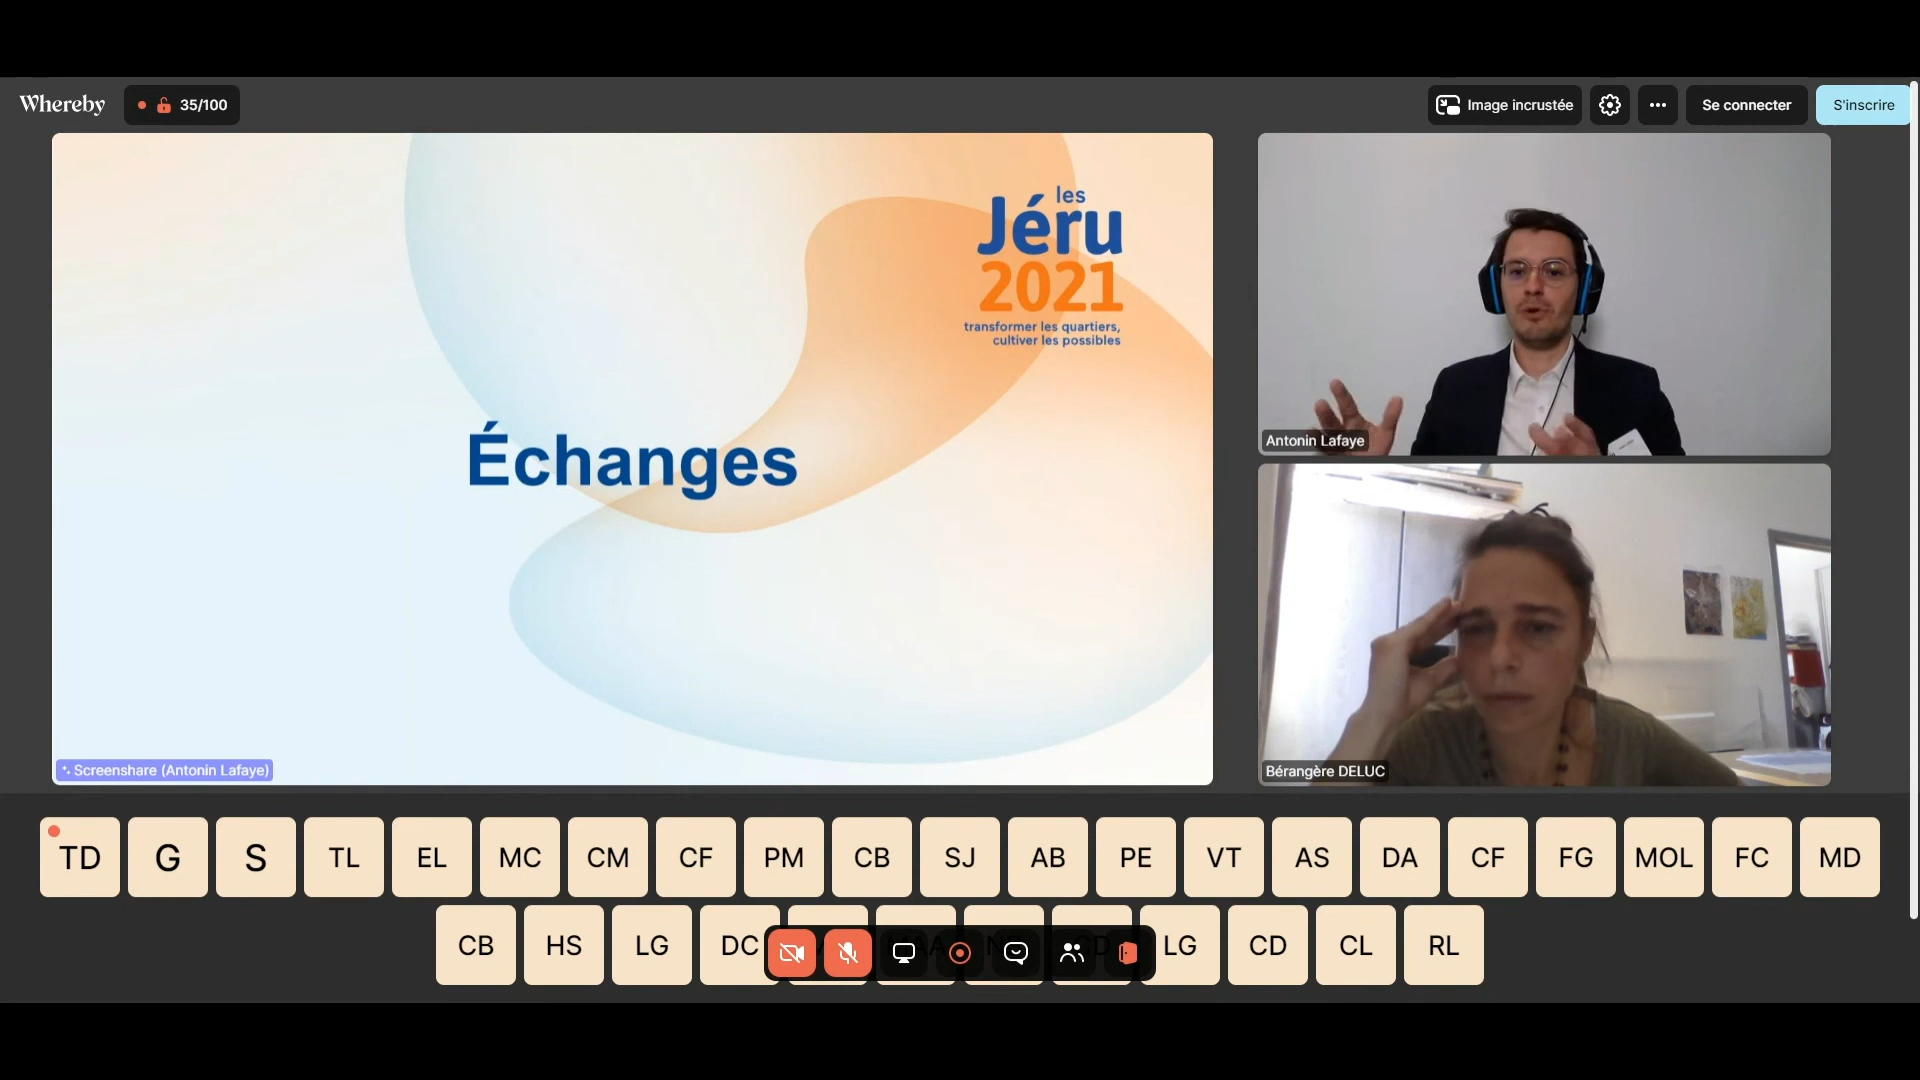 Whereby
35/100
Image incrustée
Se connecter
S'inscrire
les
Jéru
2021
transformer les quartiers,
cultiver les possibles
Échanges
Screenshare (Antonin Lafaye)
Antonin Lafaye
Bérangère DELUC
TD G S TL EL MC CM CF PM CB SJ AB PE VT AS DA CF FG MOL FC MD
CB HS LG DC LG CD CL RL